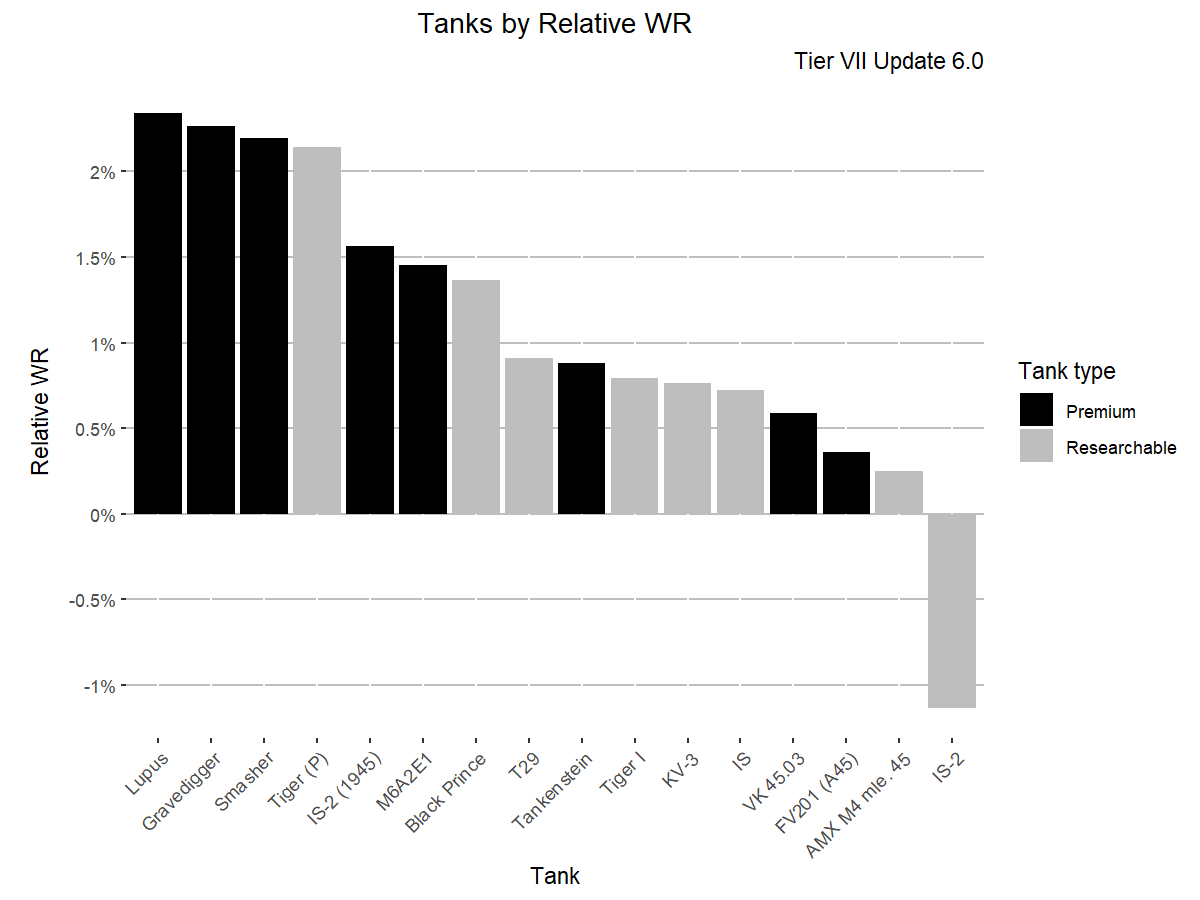 Tanks by Relative WR
Tier VII Update 6.0
Relative WR
2%
1.5%
1%
0.5%
0%
-0.5%
-1%
Lupus
Gravedigger
Smasher
Tiger (P)
IS-2 (1945)
M6A2E1
Black Prince
T29
Tankenstein
Tiger I
KV-3
IS
VK 45.03
FV201 (A45)
AMX M4 mle. 45
IS-2
Tank
Tank type
Premium
Researchable